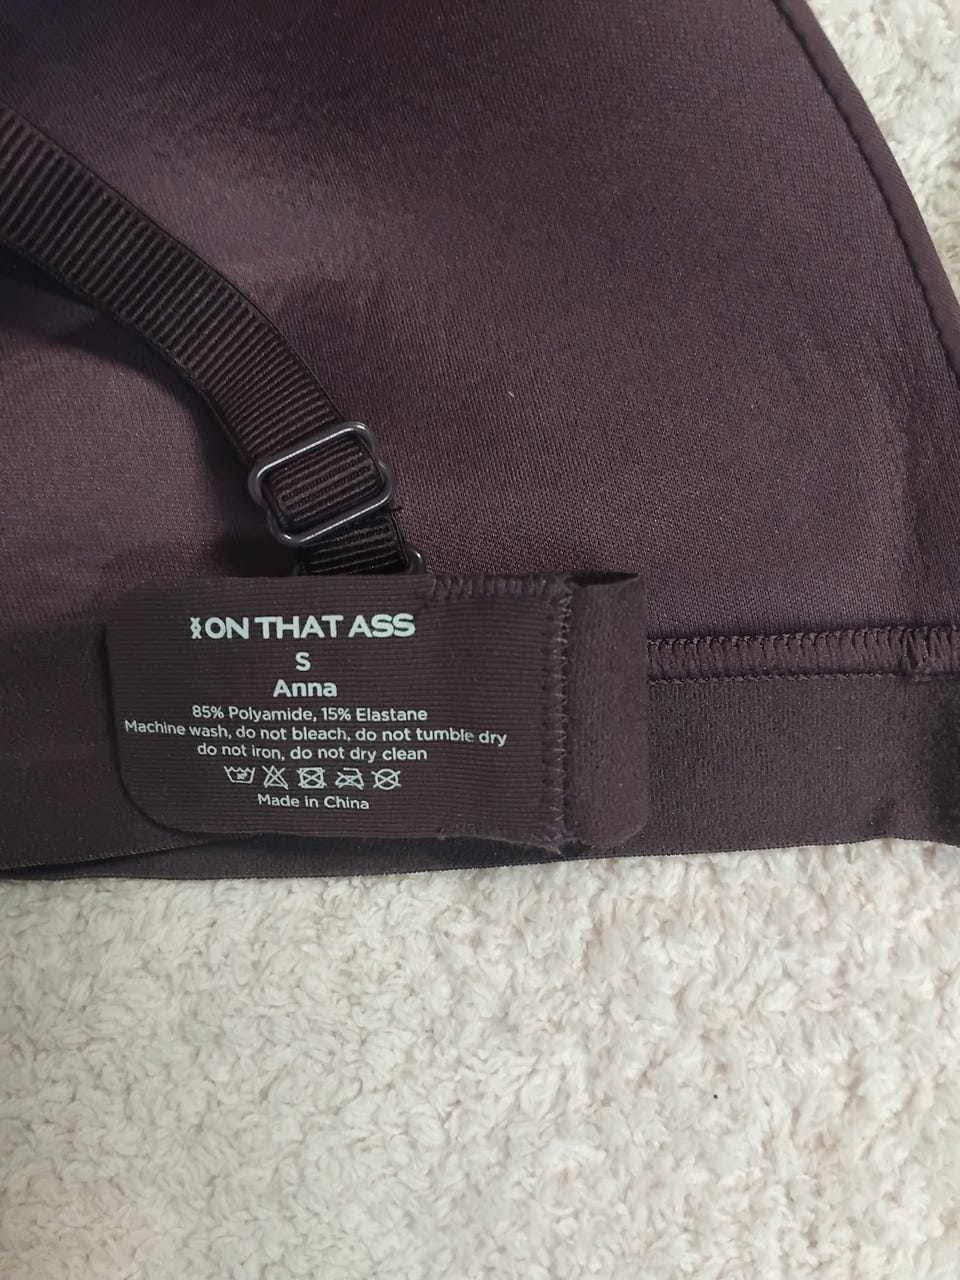 ON THAT ASS
S
Anna
85% Polyamide, 15% Elastane
Machine wash, do not bleach, do not tumble dry
do not iron, do not dry clean
Made in China